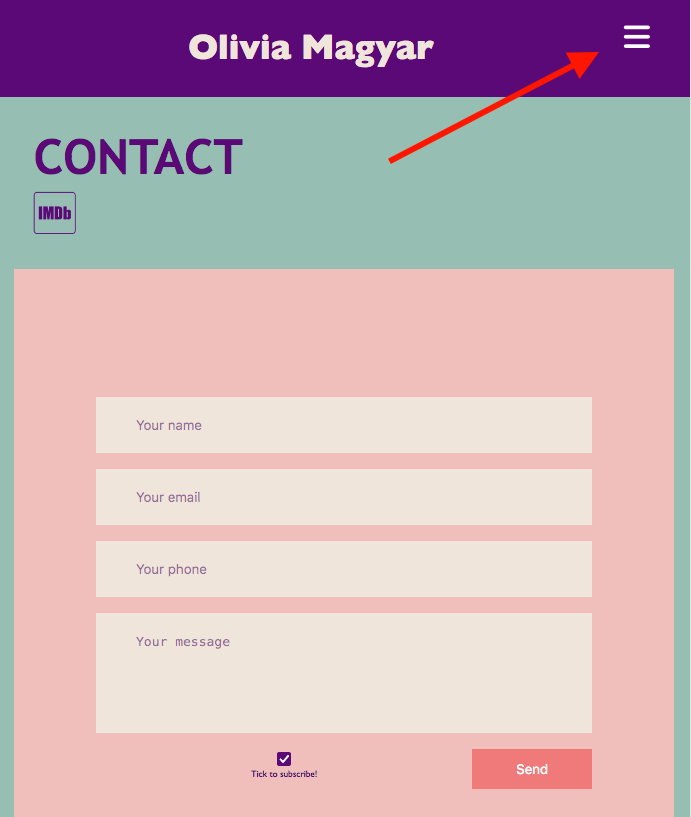 Olivia Magyar
CONTACT
IMDb
Your name
Your email
Your phone
Your message
Tick to subscribe!
Send